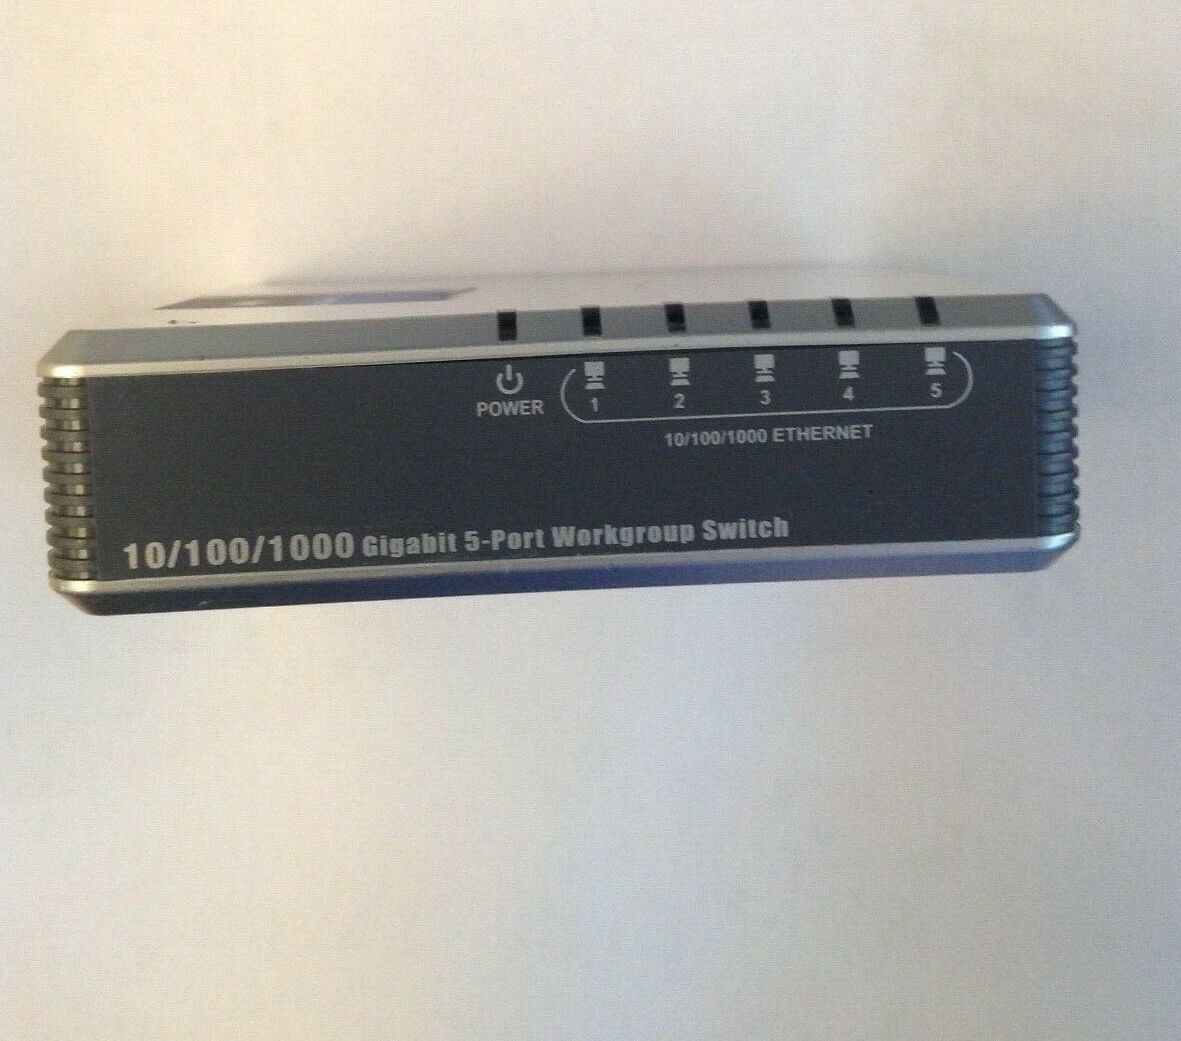 POWER
1 2 3 4 5
10/100/1000 ETHERNET
10/100/1000 Gigabit 5-Port Workgroup Switch